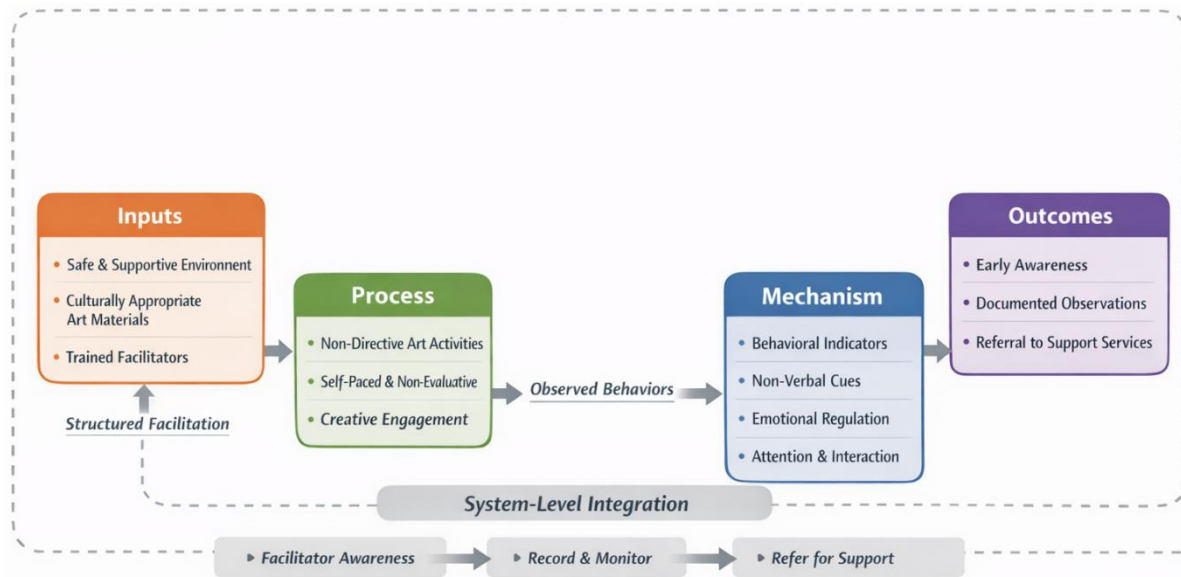 Inputs
Safe & Supportive Environment
Culturally Appropriate
Art Materials
Trained Facilitators
Structured Facilitation
Process
Non-Directive Art Activities
Self-Paced & Non-Evaluative
Creative Engagement
Observed Behaviors
Mechanism
Behavioral Indicators
Non-Verbal Cues
Emotional Regulation
Attention & Interaction
Outcomes
Early Awareness
Documented Observations
Referral to Support Services
System-Level Integration
Facilitator Awareness
Record & Monitor
Refer for Support